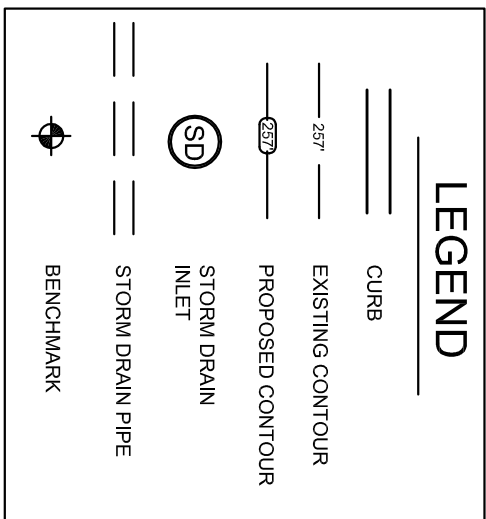 LEGEND
CURB
257' EXISTING CONTOUR
257' PROPOSED CONTOUR
SD STORM DRAIN
INLET
STORM DRAIN PIPE
BENCHMARK